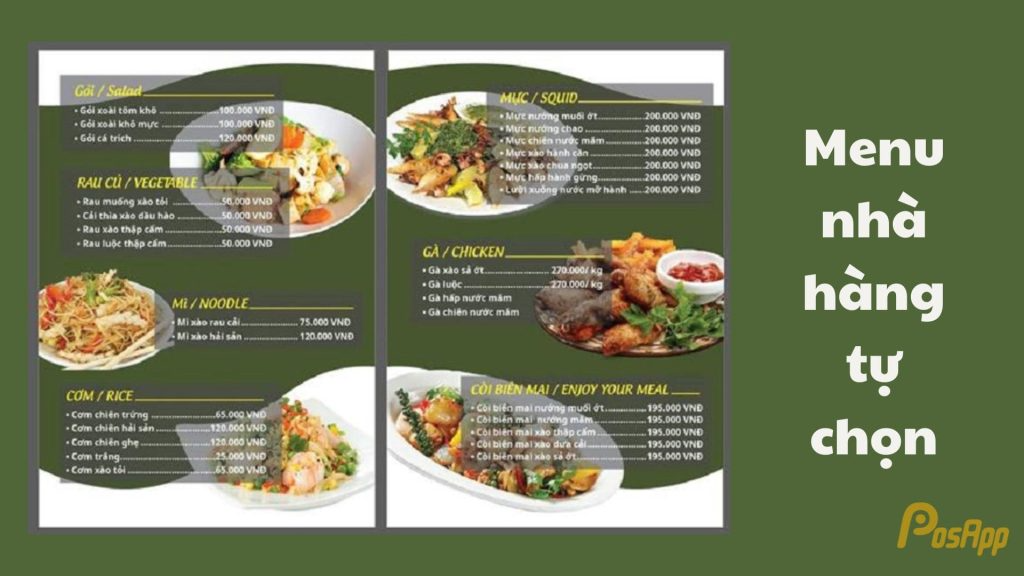 Gỏi / Salad
• Gỏi xoài tôm khô ..................100.000 VNĐ
• Gỏi xoài khô mực ..................100.000 VNĐ
• Gỏi cá trích ..................120.000 VNĐ
RAU CỦ / VEGETABLE
• Rau muống xào tỏi ..................50.000 VNĐ
• Cải thìa xào dầu hào ..................50.000 VNĐ
• Rau xào thập cẩm ..................50.000 VNĐ
• Rau luộc thập cẩm ..................50.000 VNĐ
MÌ / NOODLE
• Mì xào rau cải ..................75.000 VNĐ
• Mì xào hải sản ..................120.000 VNĐ
CƠM / RICE
• Cơm chiên trứng ..................65.000 VNĐ
• Cơm chiên hải sản ..................120.000 VNĐ
• Cơm chiên ghẹ ..................120.000 VNĐ
• Cơm trắng ..................25.000 VNĐ
• Cơm xào tỏi ..................65.000 VNĐ
MỰC / SQUID
• Mực nướng muối ớt ..................200.000 VNĐ
• Mực nướng chao ..................200.000 VNĐ
• Mực chiên nước mắm ..................200.000 VNĐ
• Mực xào hành cần ..................200.000 VNĐ
• Mực xào chua ngọt ..................200.000 VNĐ
• Mực hấp hành gừng ..................200.000 VNĐ
• Lưỡi xuồng nước mỡ hành ......200.000 VNĐ
GÀ / CHICKEN
• Gà xào sả ớt ..................270.000/ kg
• Gà luộc ..................270.000/ kg
• Gà hấp nước mắm
• Gà chiên nước mắm
CỒI BIÊN MAI / ENJOY YOUR MEAL
• Cồi biên mai nướng muối ớt ......195.000 VNĐ
• Cồi biên mai nướng mắm ......195.000 VNĐ
• Cồi biên mai xào thập cẩm ......195.000 VNĐ
• Cồi biên mai xào dưa cải ......195.000 VNĐ
• Cồi biên mai xào sả ớt ......195.000 VNĐ
Menu
nhà
hàng
tự
chọn
PosApp